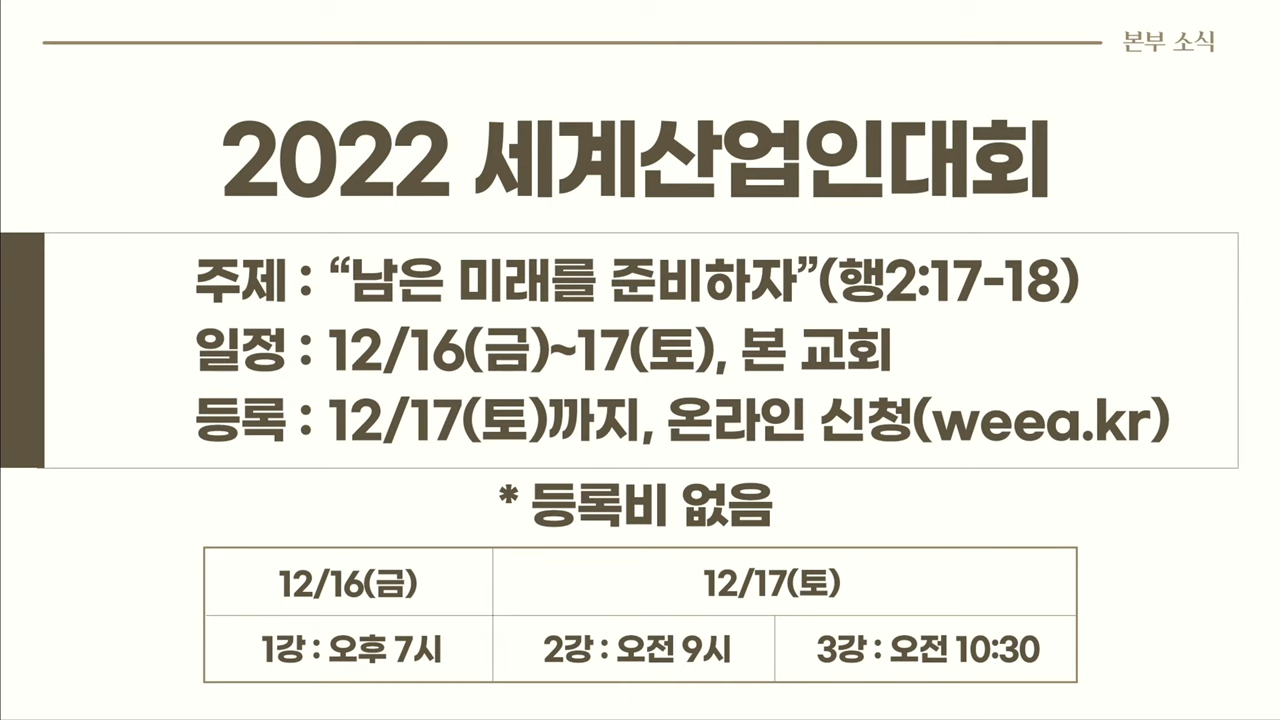 본부 소식
2022 세계산업인대회
주제 : “남은 미래를 준비하자”(행2:17-18)
일정 : 12/16(금)~17(토), 본 교회
등록 : 12/17(토)까지, 온라인 신청(weea.kr)
* 등록비 없음
12/16(금) 12/17(토)
1강 : 오후 7시 2강 : 오전 9시 3강 : 오전 10:30